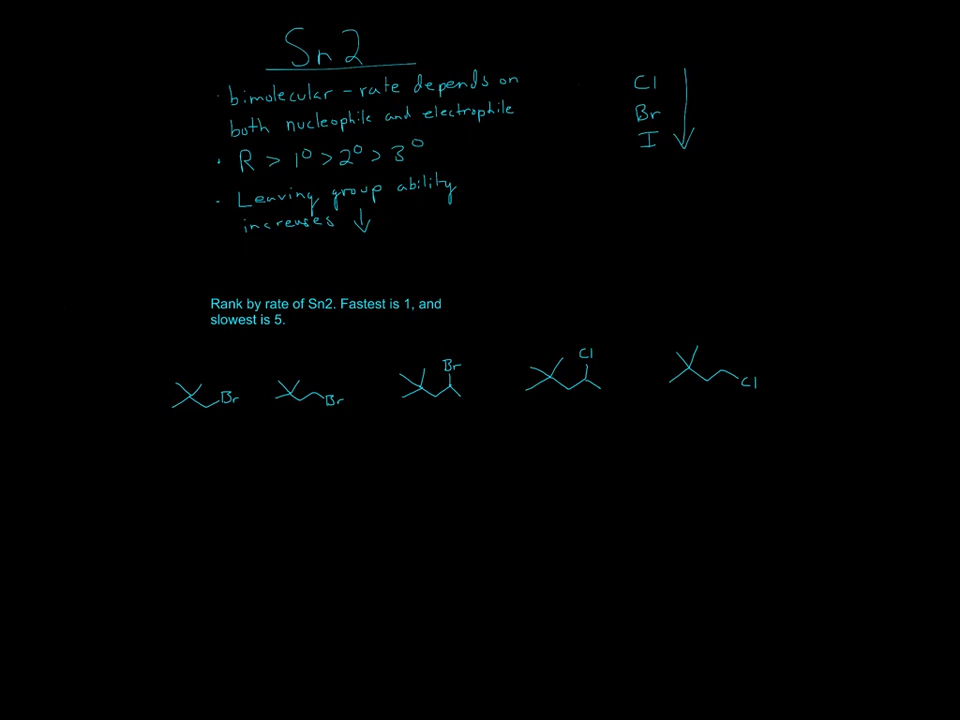 Sn2
· bimolecular - rate depends on
both nucleophile and electrophile
· R > 1° > 2° > 3°
· Leaving group ability
increases ↓
Cl
Br
I
Rank by rate of Sn2. Fastest is 1, and
slowest is 5.
Br
Br
Br
Cl
Cl